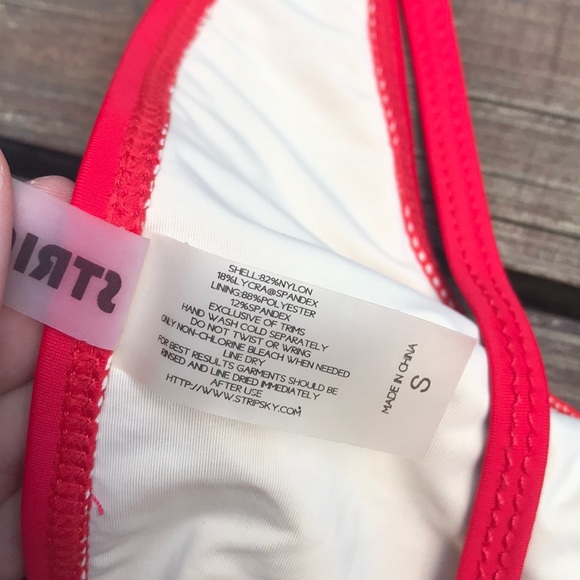 SHELL:82%NYLON
18%LYCRA@SPANDEX
LINING:88%POLYESTER
12%SPANDEX
EXCLUSIVE OF TRIMS
HAND WASH COLD SEPARATELY
DO NOT TWIST OR WRING
ONLY NON-CHLORINE BLEACH WHEN NEEDED
LINE DRY
FOR BEST RESULTS GARMENTS SHOULD BE
RINSED AND LINE DRIED IMMEDIATELY
AFTER USE
HTTP://WWW.STRIPSKY.COM
MADE IN CHINA
S